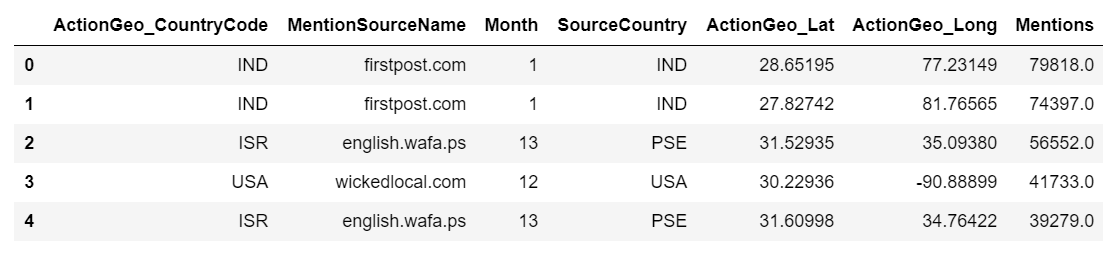 ActionGeo_CountryCode MentionSourceName Month SourceCountry ActionGeo_Lat ActionGeo_Long Mentions
0 IND firstpost.com 1 IND 28.65195 77.23149 79818.0
1 IND firstpost.com 1 IND 27.82742 81.76565 74397.0
2 ISR english.wafa.ps 13 PSE 31.52935 35.09380 56552.0
3 USA wickedlocal.com 12 USA 30.22936 -90.88899 41733.0
4 ISR english.wafa.ps 13 PSE 31.60998 34.76422 39279.0